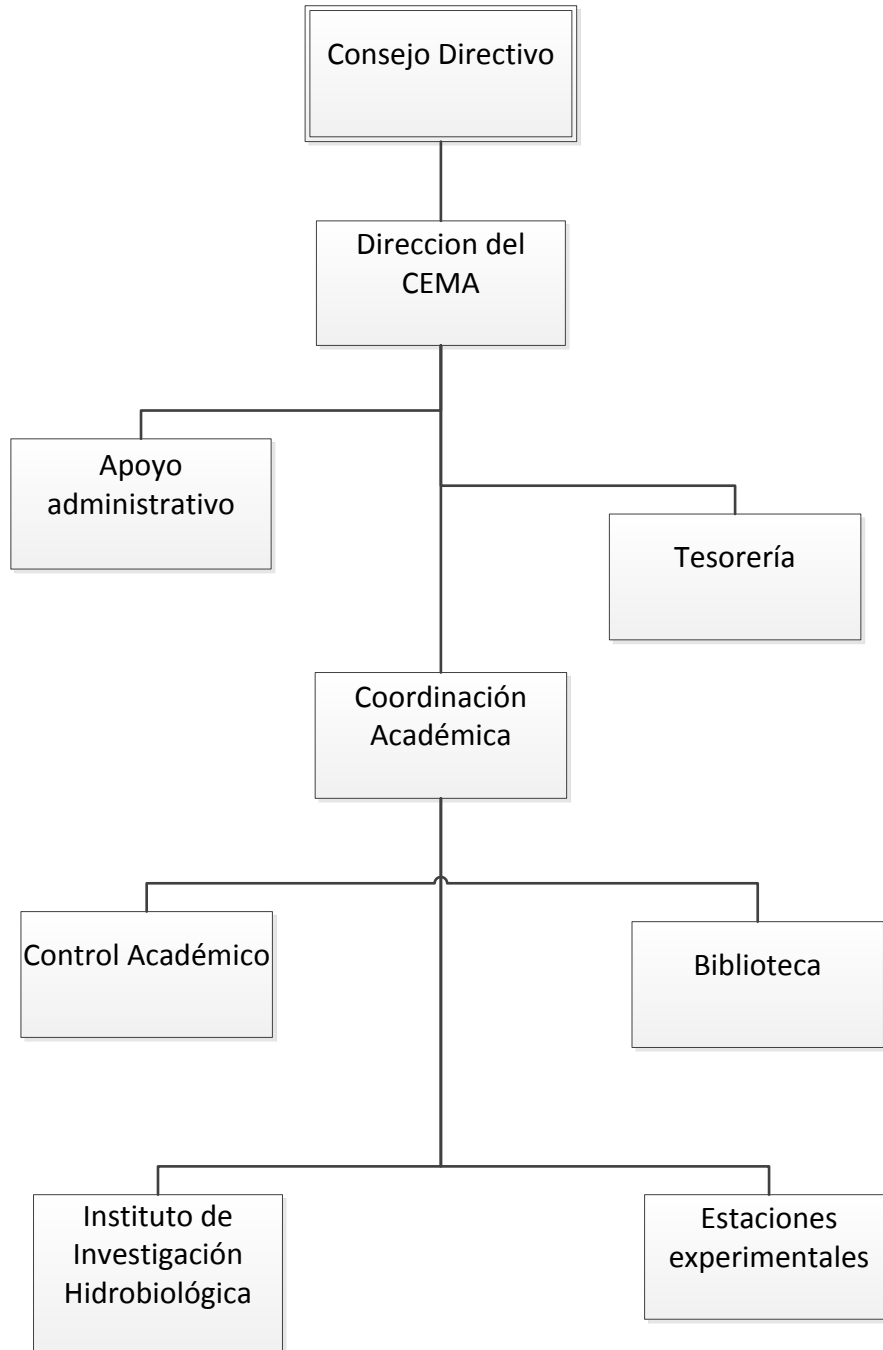 Consejo Directivo
Direccion del
CEMA
Apoyo
administrativo
Tesorería
Coordinación
Académica
Control Académico
Biblioteca
Instituto de
Investigación
Hidrobiológica
Estaciones
experimentales